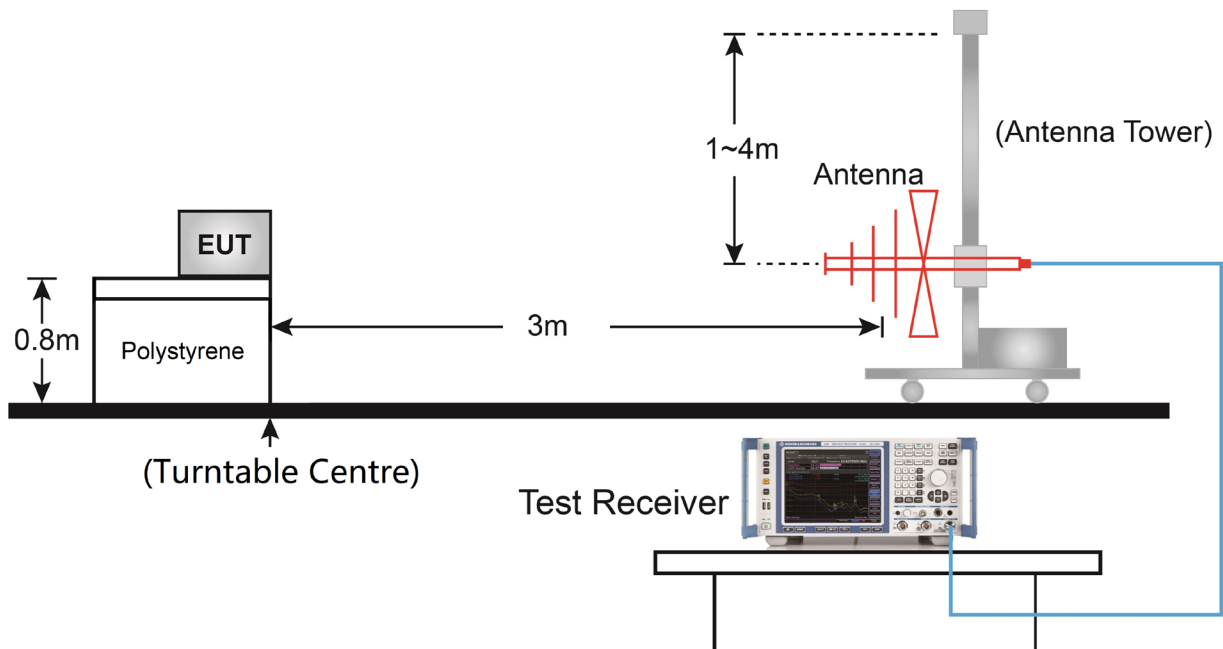 1~4m
(Antenna Tower)
Antenna
EUT
0.8m
3m
Polystyrene
(Turntable Centre)
Test Receiver